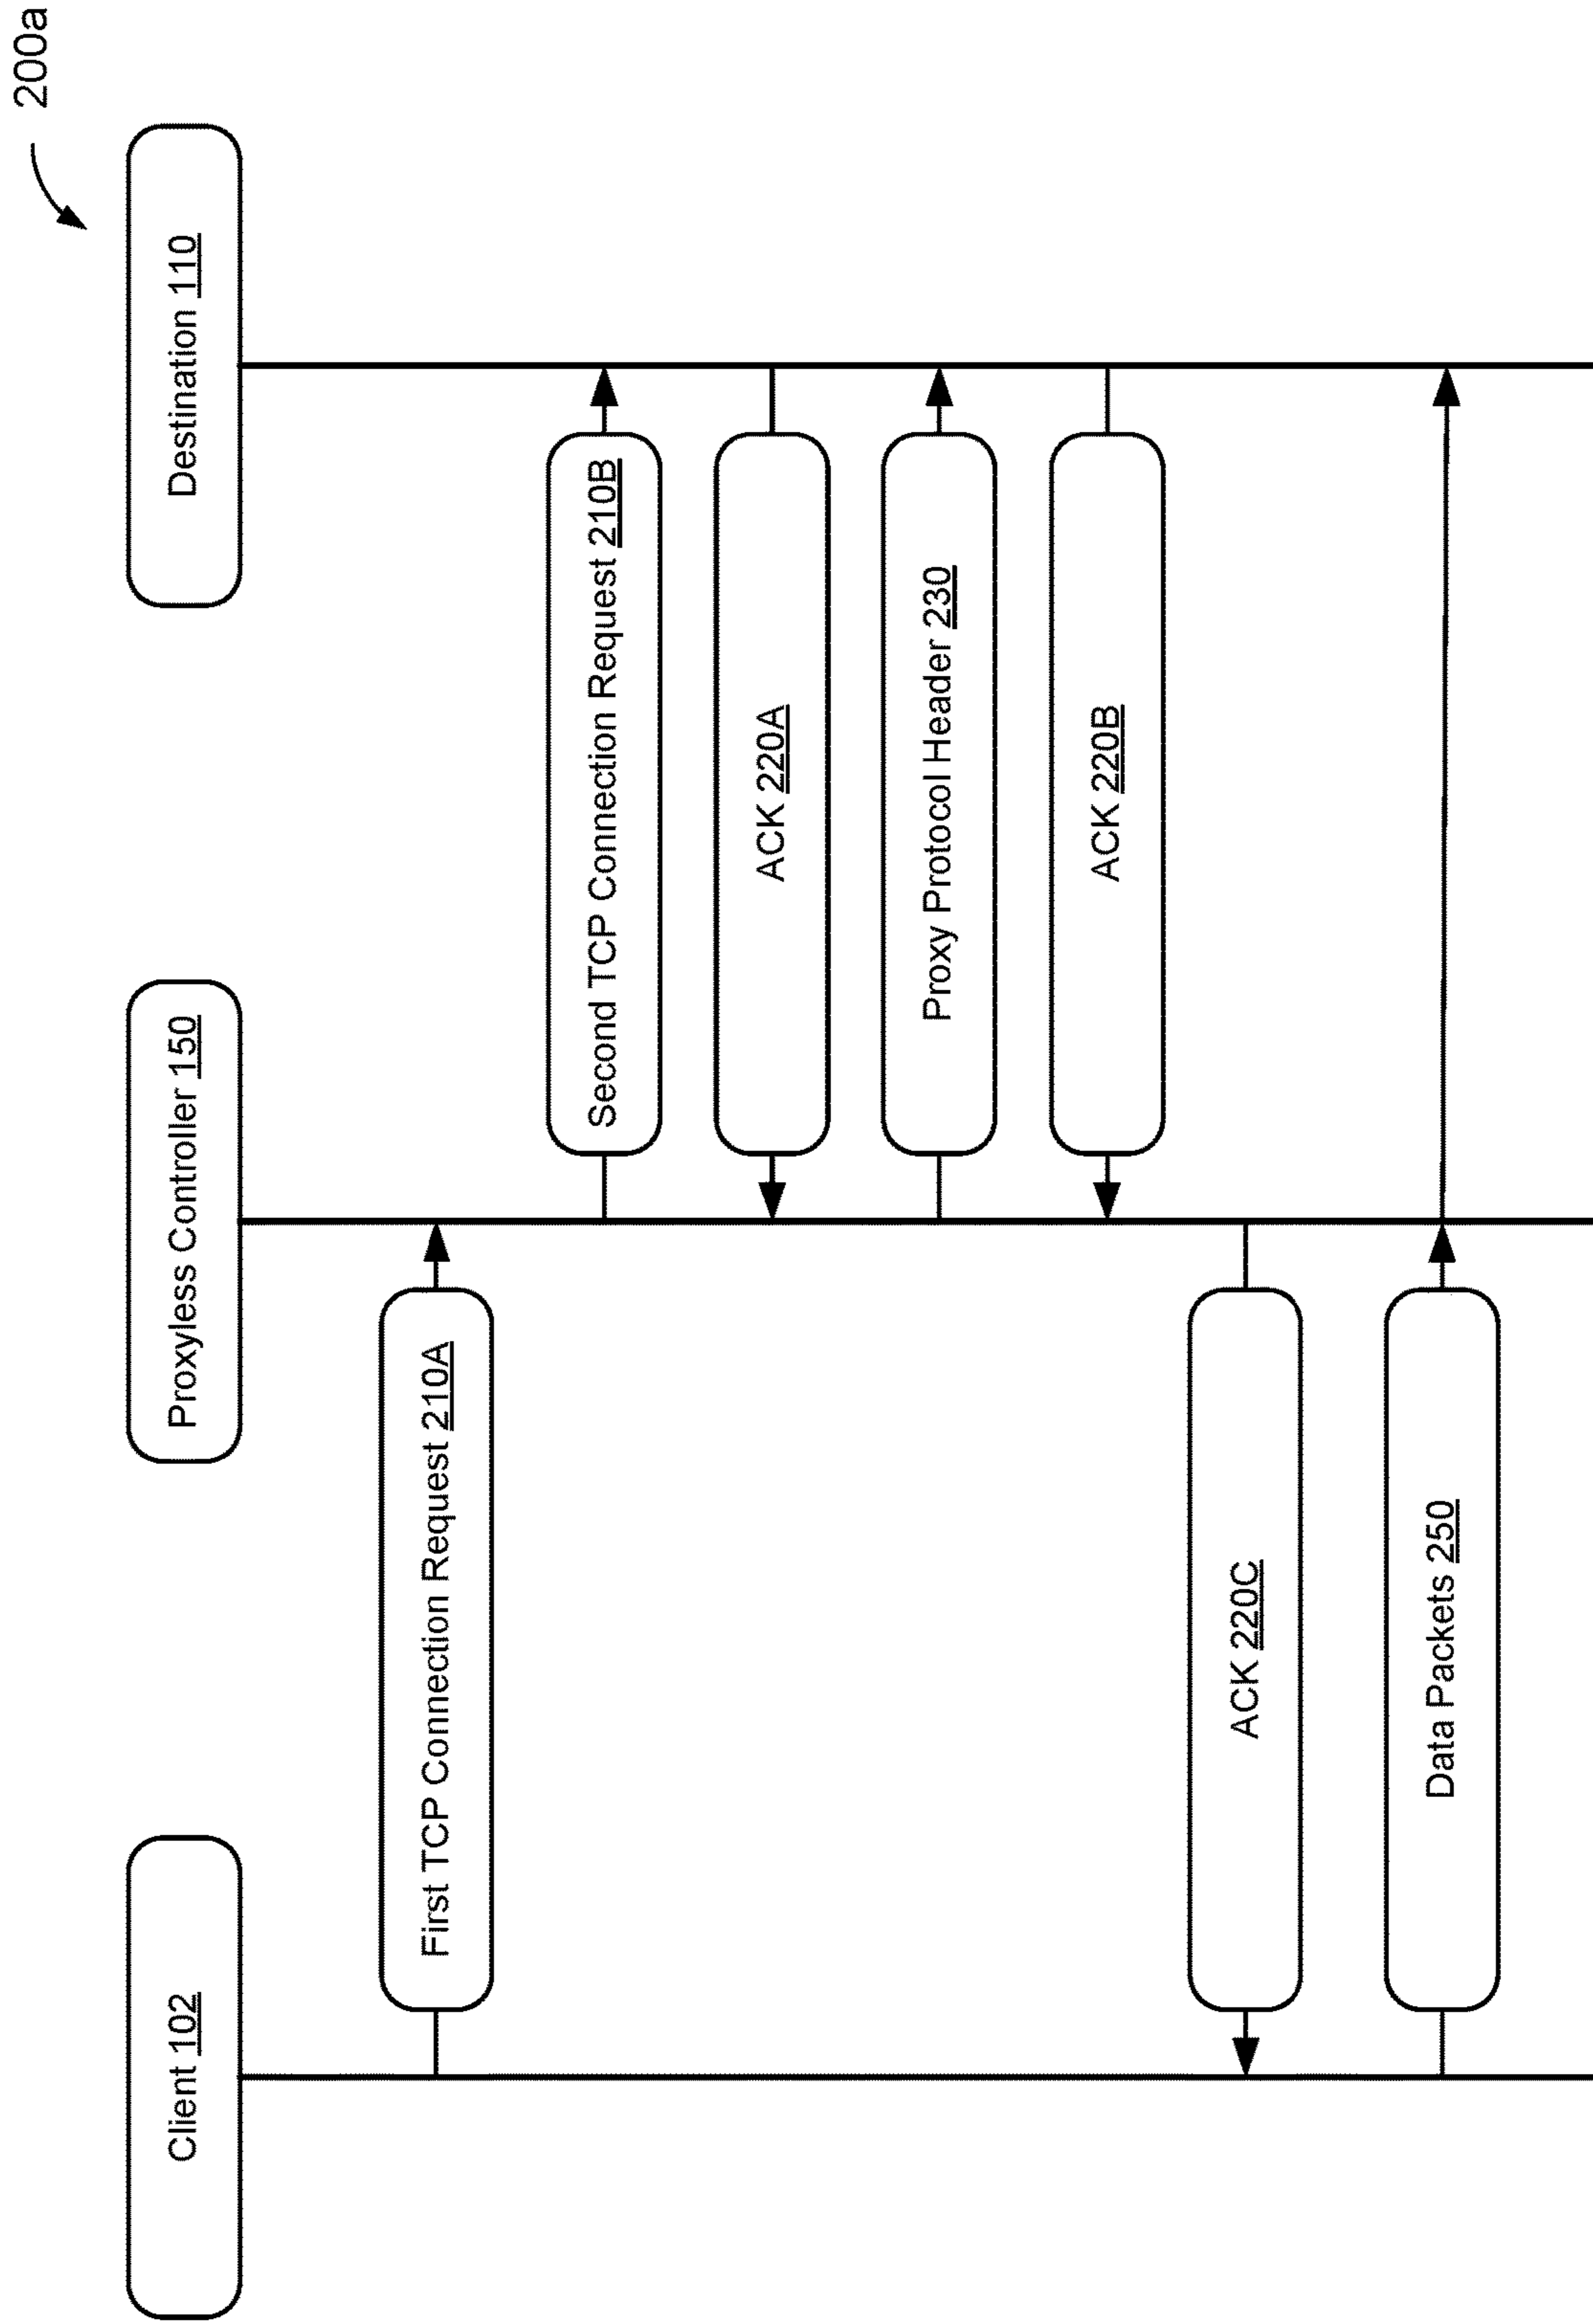 200a
Client 102
Proxyless Controller 150
Destination 110
First TCP Connection Request 210A
Second TCP Connection Request 210B
ACK 220A
Proxy Protocol Header 230
ACK 220B
ACK 220C
Data Packets 250